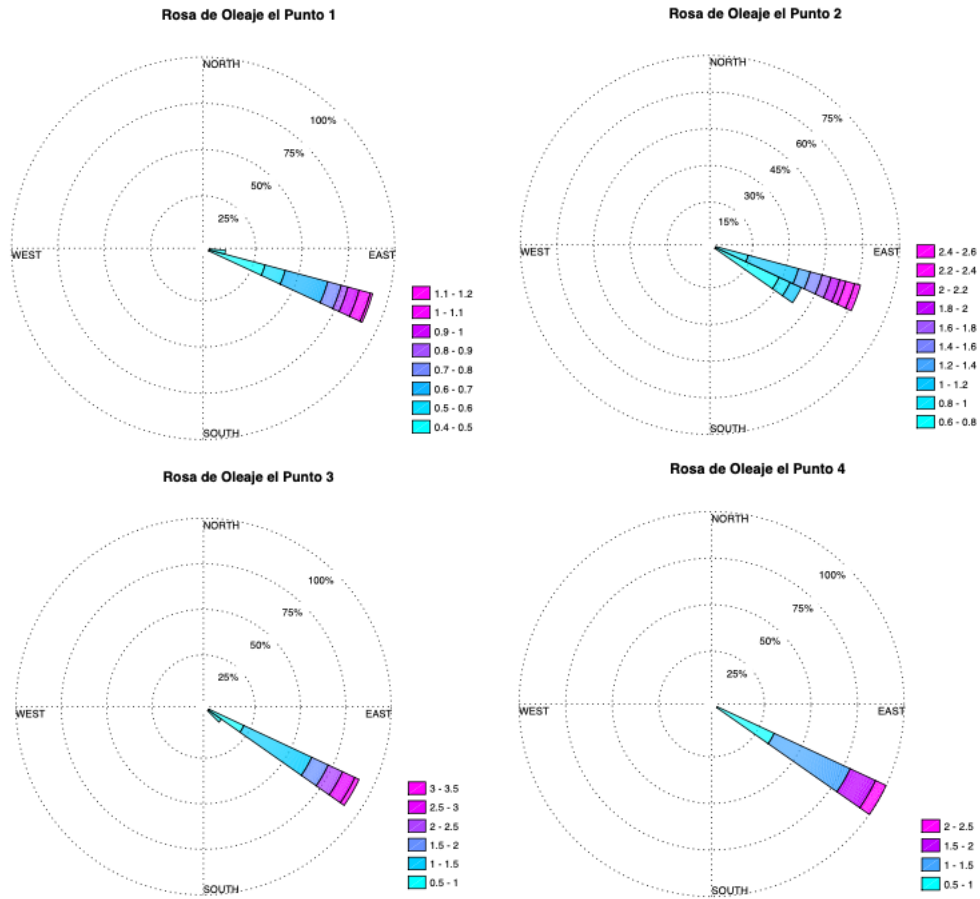 Rosa de Oleaje el Punto 1
NORTH
100%
75%
50%
25%
WEST
EAST
SOUTH
1.1 - 1.2
1 - 1.1
0.9 - 1
0.8 - 0.9
0.7 - 0.8
0.6 - 0.7
0.5 - 0.6
0.4 - 0.5
Rosa de Oleaje el Punto 2
NORTH
75%
60%
45%
30%
15%
WEST
EAST
SOUTH
2.4 - 2.6
2.2 - 2.4
2 - 2.2
1.8 - 2
1.6 - 1.8
1.4 - 1.6
1.2 - 1.4
1 - 1.2
0.8 - 1
0.6 - 0.8
Rosa de Oleaje el Punto 3
NORTH
100%
75%
50%
25%
WEST
EAST
SOUTH
3 - 3.5
2.5 - 3
2 - 2.5
1.5 - 2
1 - 1.5
0.5 - 1
Rosa de Oleaje el Punto 4
NORTH
100%
75%
50%
25%
WEST
EAST
SOUTH
2 - 2.5
1.5 - 2
1 - 1.5
0.5 - 1